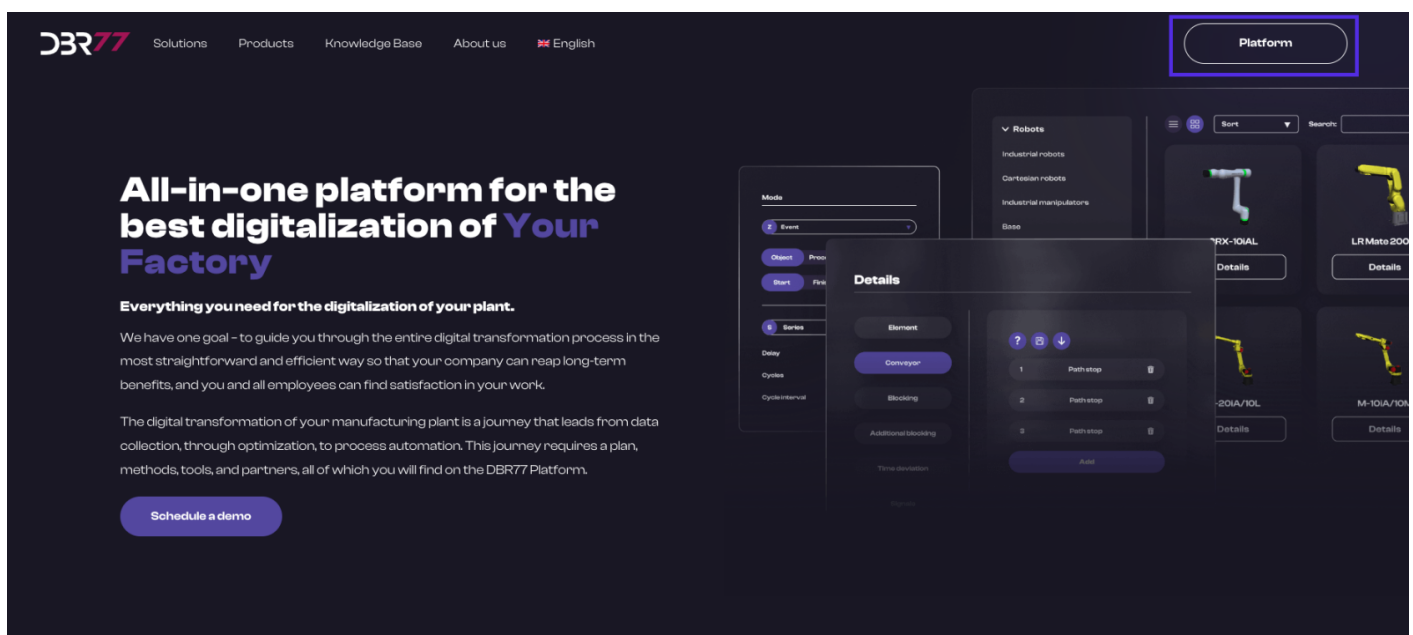 DBR77
Solutions
Products
Knowledge Base
About us
English
Platform
All-in-one platform for the
best digitalization of Your
Factory
Everything you need for the digitalization of your plant.
We have one goal – to guide you through the entire digital transformation process in the
most straightforward and efficient way so that your company can reap long-term
benefits, and you and all employees can find satisfaction in your work.
The digital transformation of your manufacturing plant is a journey that leads from data
collection, through optimization, to process automation. This journey requires a plan,
methods, tools, and partners, all of which you will find on the DBR77 Platform.
Schedule a demo
Mode
2 Event
Object
Start
Series
Delay
Cycles
Cycle interval
Details
Element
Conveyor
Blocking
Additional blocking
Time deviation
?
1 Path stop
2 Path stop
3 Path stop
Add
Robots
Industrial robots
Cartesian robots
Industrial manipulators
Base
Sort
Search:
RX-10iAL
Details
LR Mate 200
Details
-20iA/10L
Details
M-10iA/10M
Details